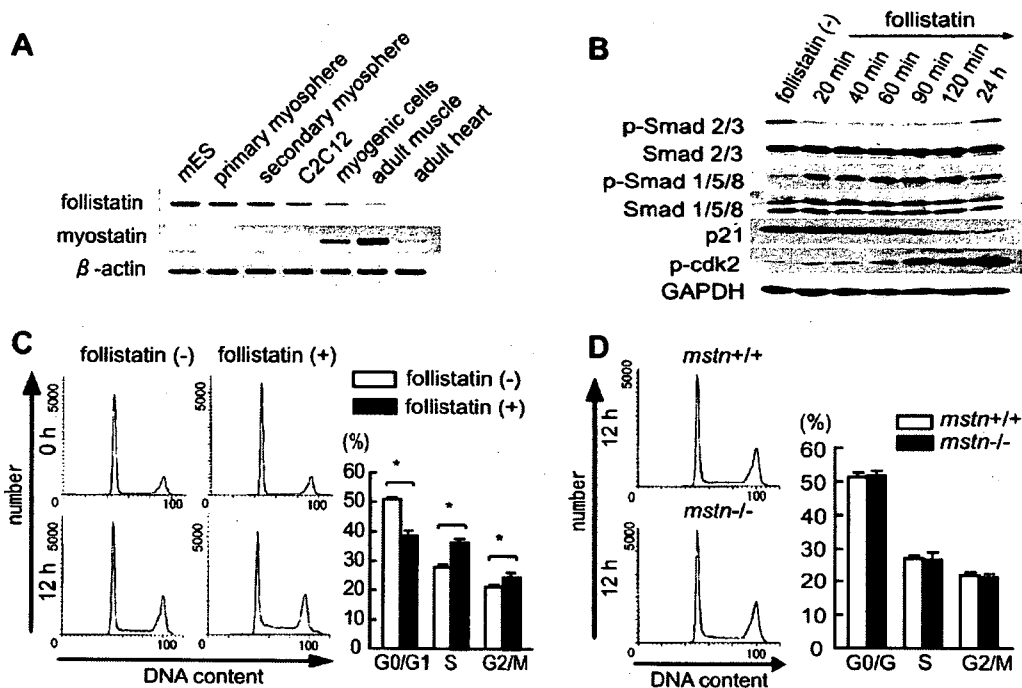 A
mES
primary myosphere
secondary myosphere
C2C12
myogenic cells
adult muscle
adult heart
follistatin
myostatin
β-actin
B
follistatin
follistatin (-)
20 min
40 min
60 min
90 min
120 min
24 h
p-Smad 2/3
Smad 2/3
p-Smad 1/5/8
Smad 1/5/8
p21
p-cdk2
GAPDH
C
follistatin (-) follistatin (+)
number
0 h
5000
0 100
5000
0 100
12 h
5000
0 100
5000
0 100
DNA content
follistatin (-)
follistatin (+)
(%)
60
50
40
30
20
10
0
* * *
G0/G1 S G2/M
D
mstn+/+
number
12 h
5000
0 100
mstn-/-
12 h
5000
0 100
DNA content
mstn+/+
mstn-/-
(%)
60
50
40
30
20
10
0
G0/G S G2/M